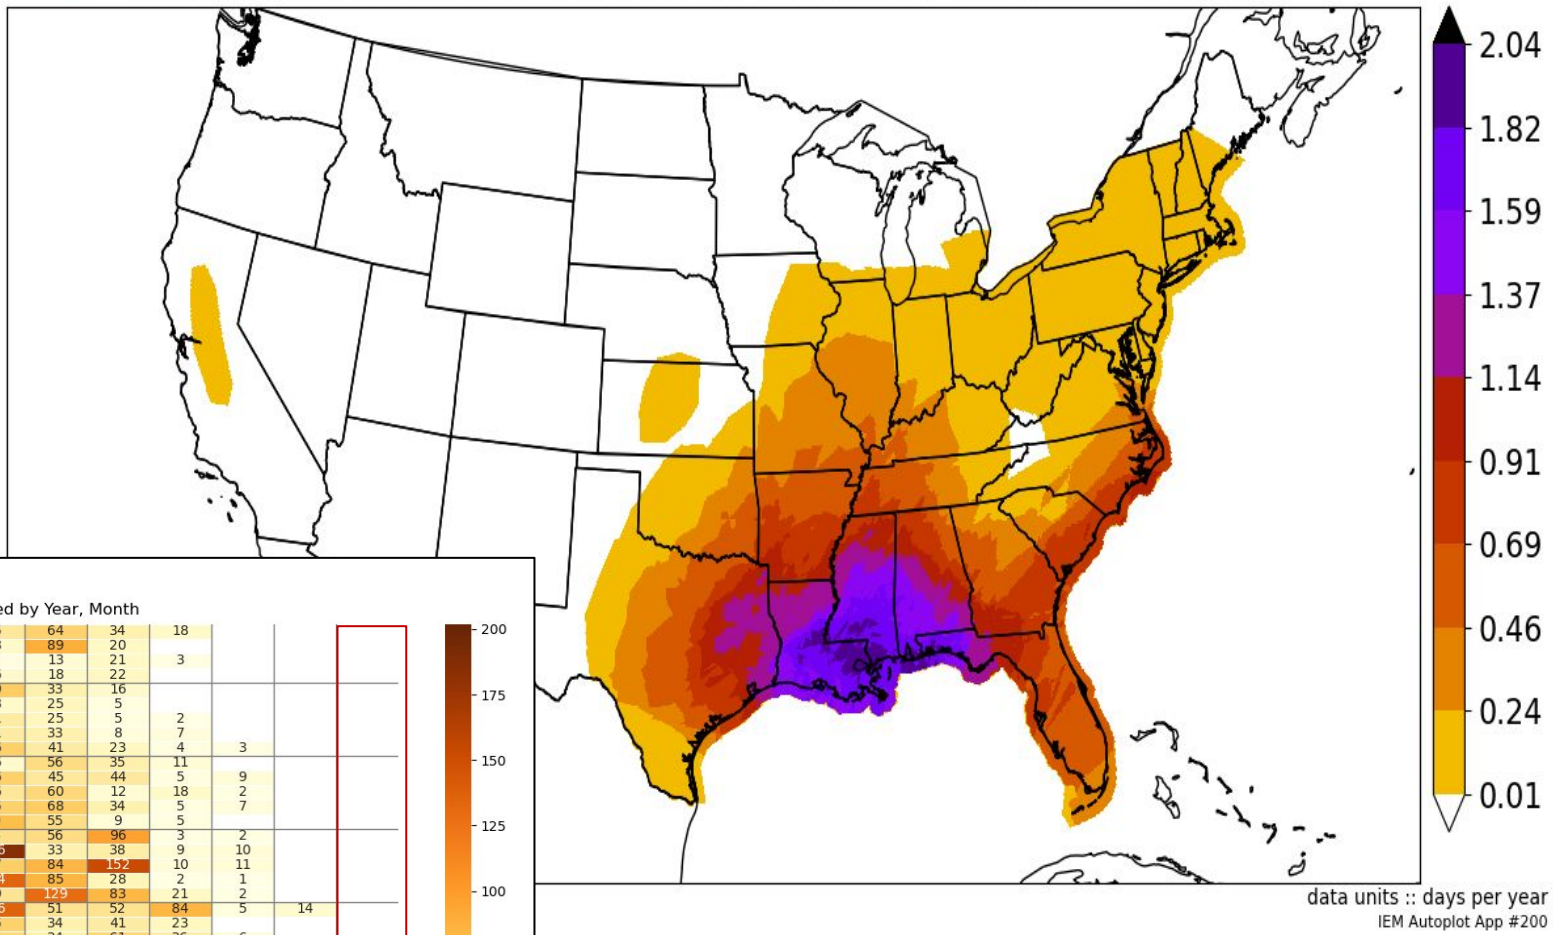 2.04
1.82
1.59
1.37
1.14
0.91
0.69
0.46
0.24
0.01
data units :: days per year
IEM Autoplot App #200
ed by Year, Month
64 34 18
89 20
13 21 3
18 22
33 16
25 5
25 5 2
33 8 7
41 23 4 3
56 35 11
45 44 5 9
60 12 18 2
68 34 5 7
55 9 5
56 96 3 2
33 38 9 10
84 152 10 11
85 28 2 1
129 83 21 2
51 52 84 5 14
34 41 23
200
175
150
125
100